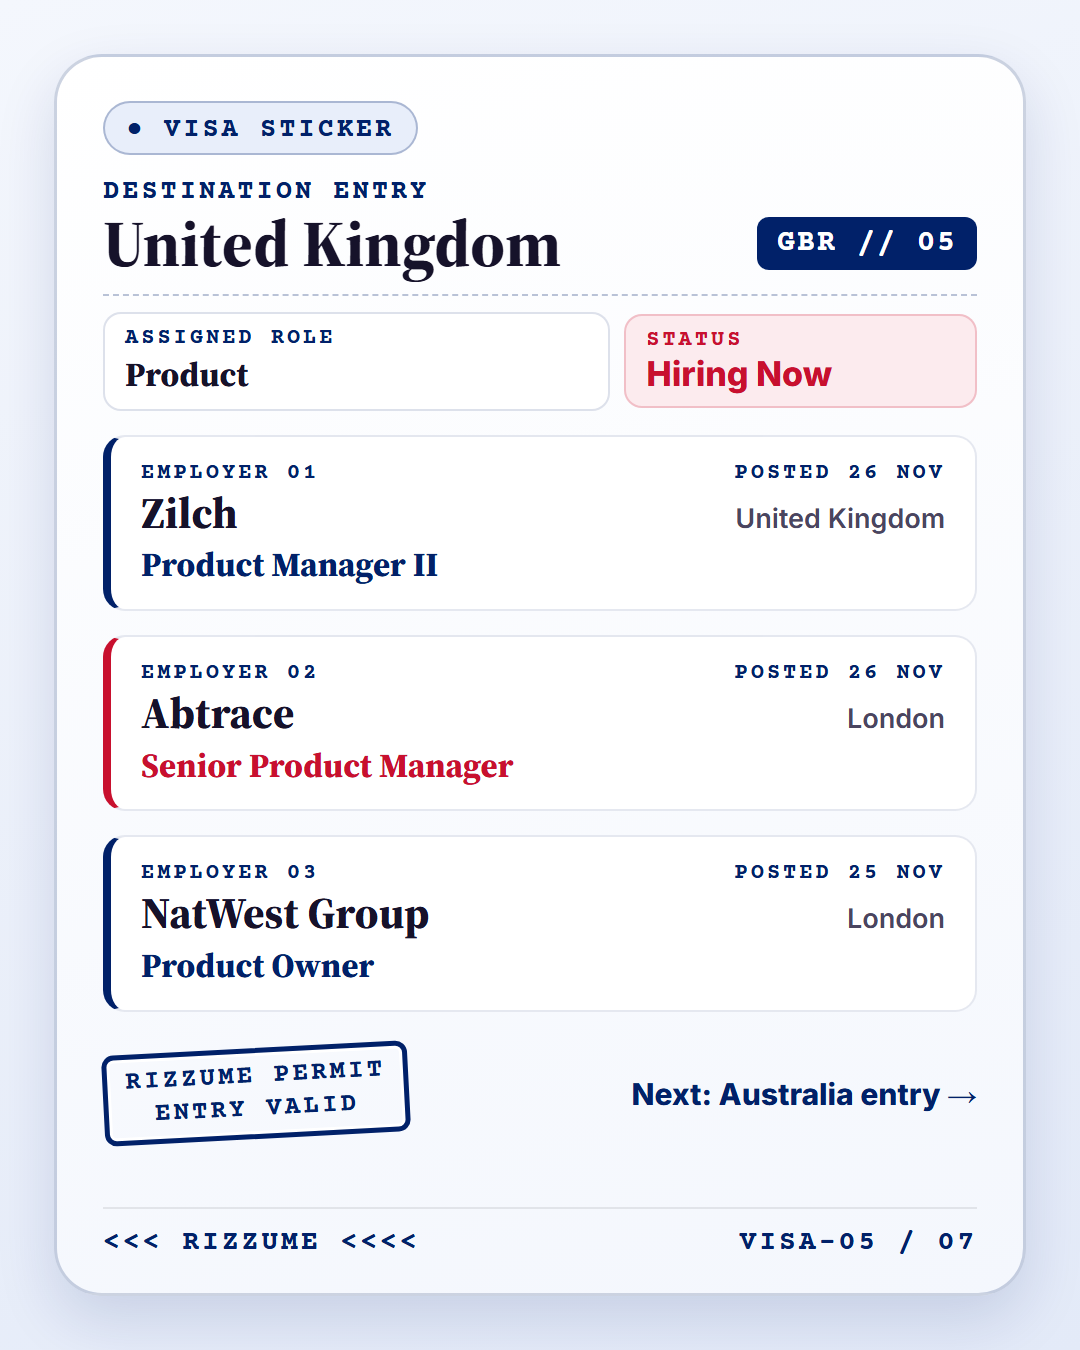 ● VISA STICKER
DESTINATION ENTRY
United Kingdom
GBR // 05
ASSIGNED ROLE
Product
STATUS
Hiring Now
EMPLOYER 01
POSTED 26 NOV
Zilch
United Kingdom
Product Manager II
EMPLOYER 02
POSTED 26 NOV
Abtrace
London
Senior Product Manager
EMPLOYER 03
POSTED 25 NOV
NatWest Group
London
Product Owner
RIZZUME PERMIT
ENTRY VALID
Next: Australia entry→
<<< RIZZUME <<<<
VISA-05 / 07